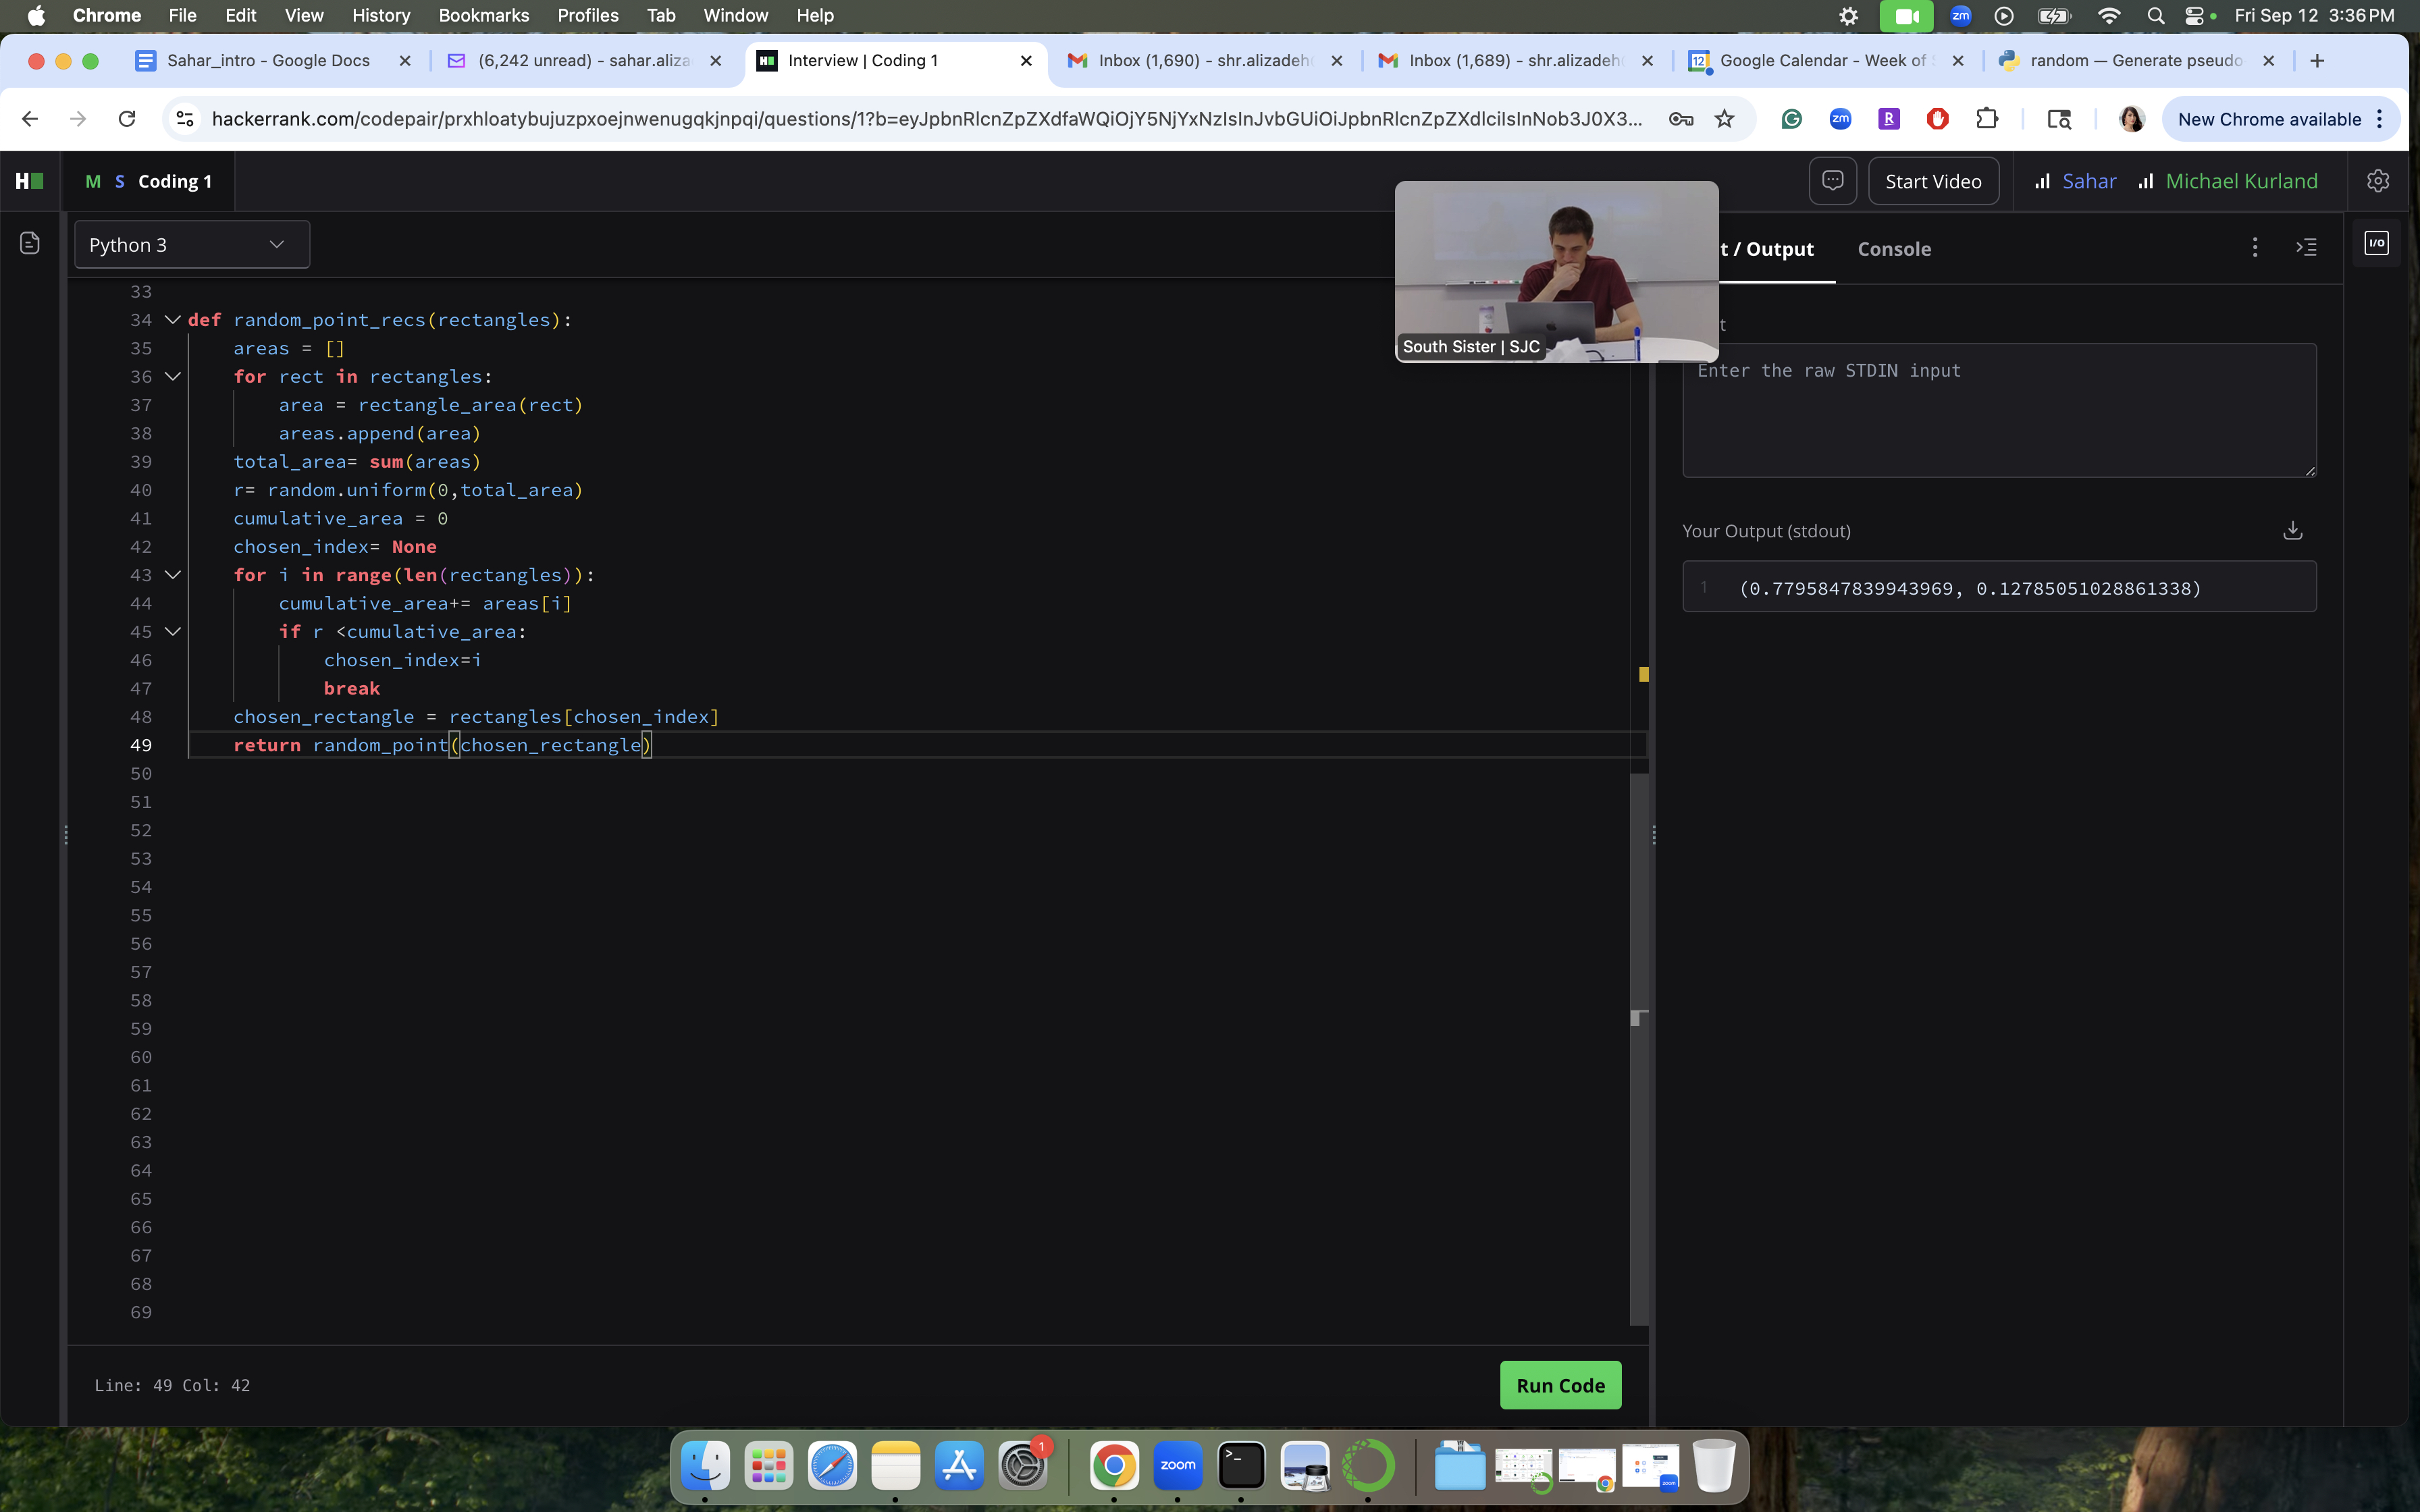 Chrome File Edit View History Bookmarks Profiles Tab Window Help zm Fri Sep 12 3:36 PM
Sahar_intro - Google Docs (6,242 unread) - sahar.aliza Interview | Coding 1 Inbox (1,690) - shr.alizadeh Inbox (1,689) - shr.alizadeh 12 Google Calendar - Week of random — Generate pseudo
hackerrank.com/codepair/prxhloatybujuzpxoejnwenugqkjnpqi/questions/1?b=eyJpbnRlcnZpZXdfaWQiOjY5NjYxNzIsInJvbGUiOiJpbnRlcnZpZXdlciIsInNob3J0X3... zm R New Chrome available
H M S Coding 1 Start Video Sahar Michael Kurland
Python 3 t / Output Console I/O
South Sister | SJC
t
Enter the raw STDIN input
Your Output (stdout)
1 (0.7795847839943969, 0.12785051028861338)
33
34 def random_point_recs(rectangles):
35 areas = []
36 for rect in rectangles:
37 area = rectangle_area(rect)
38 areas.append(area)
39 total_area= sum(areas)
40 r= random.uniform(0,total_area)
41 cumulative_area = 0
42 chosen_index= None
43 for i in range(len(rectangles)):
44 cumulative_area+= areas[i]
45 if r <cumulative_area:
46 chosen_index=i
47 break
48 chosen_rectangle = rectangles[chosen_index]
49 return random_point(chosen_rectangle)
50
51
52
53
54
55
56
57
58
59
60
61
62
63
64
65
66
67
68
69
Line: 49 Col: 42 Run Code
1
zoom
zoom